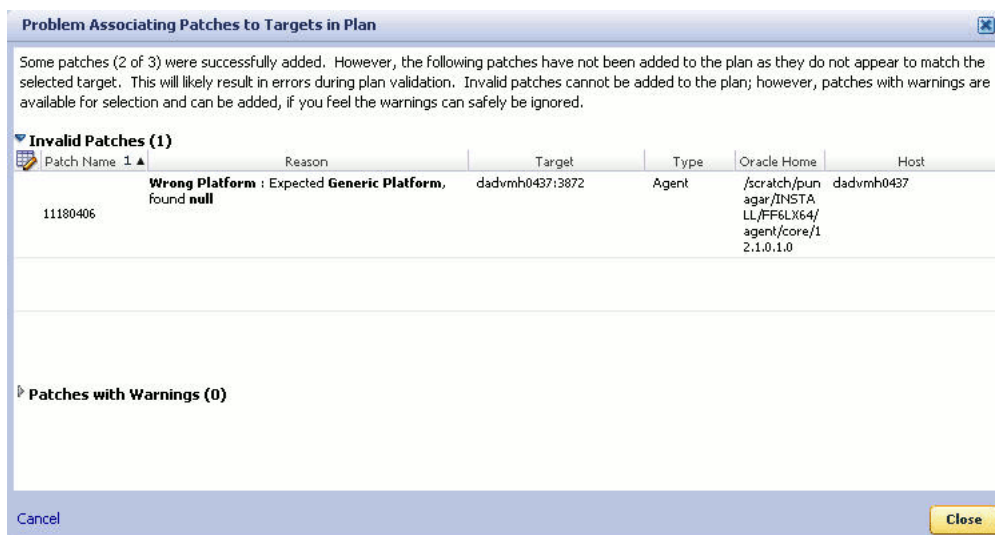 Problem Associating Patches to Targets in Plan
Some patches (2 of 3) were successfully added. However, the following patches have not been added to the plan as they do not appear to match the
selected target. This will likely result in errors during plan validation. Invalid patches cannot be added to the plan; however, patches with warnings are
available for selection and can be added, if you feel the warnings can safely be ignored.
Invalid Patches (1)
Patch Name 1 Reason Target Type Oracle Home Host
11180406
Wrong Platform : Expected Generic Platform,
found null
dadvmh0437:3872
Agent
/scratch/pun
agar/INSTA
LL/FF6LX64/
agent/core/1
2.1.0.1.0
dadvmh0437
Patches with Warnings (0)
Cancel
Close